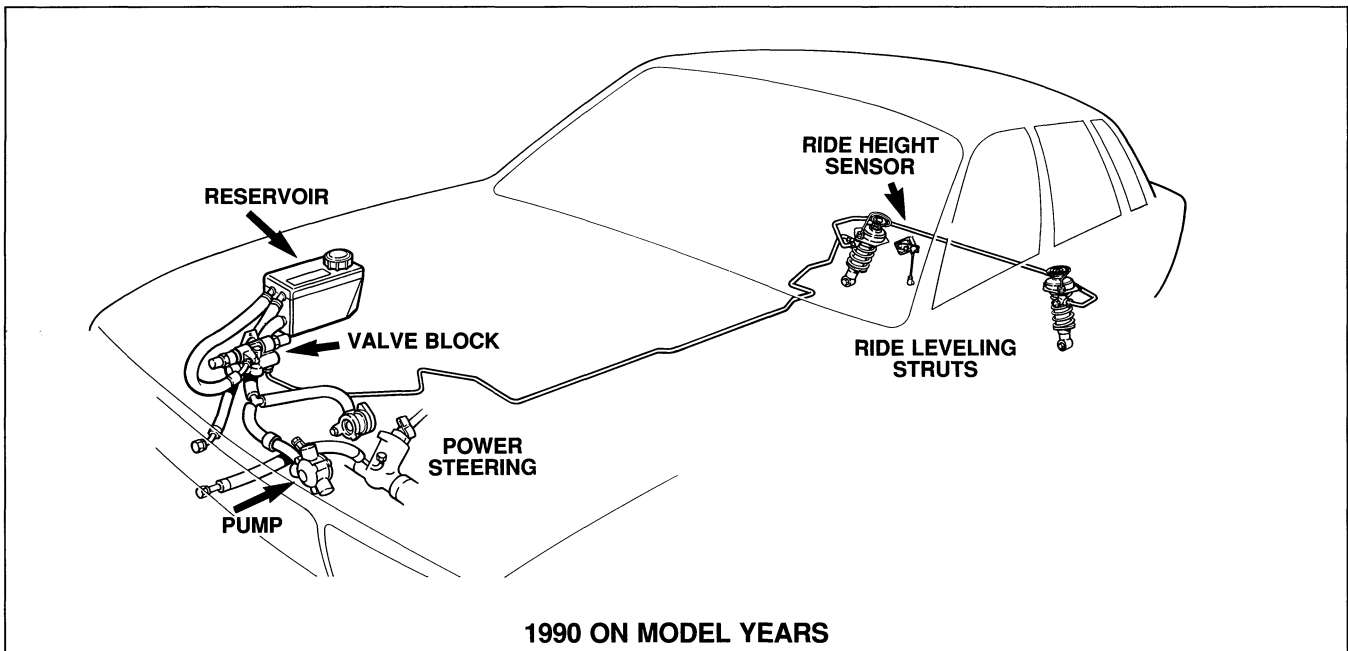 RIDE HEIGHT
SENSOR
RESERVOIR
VALVE BLOCK
RIDE LEVELING
STRUTS
POWER
STEERING
PUMP
1990 ON MODEL YEARS